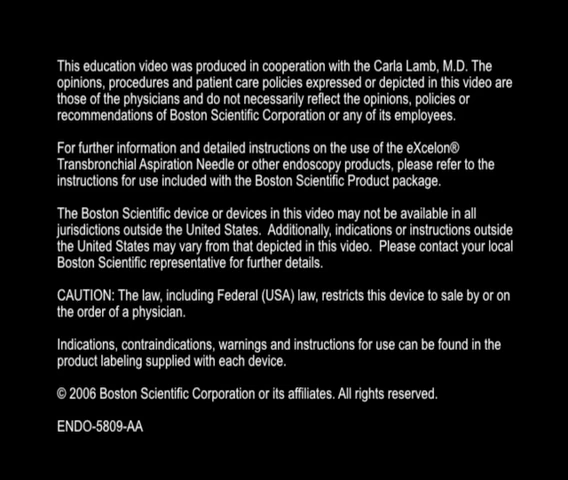 This education video was produced in cooperation with the Carla Lamb, M.D. The
opinions, procedures and patient care policies expressed or depicted in this video are
those of the physicians and do not necessarily reflect the opinions, policies or
recommendations of Boston Scientific Corporation or any of its employees.
For further information and detailed instructions on the use of the eXcelon®
Transbronchial Aspiration Needle or other endoscopy products, please refer to the
instructions for use included with the Boston Scientific Product package.
The Boston Scientific device or devices in this video may not be available in all
jurisdictions outside the United States. Additionally, indications or instructions outside
the United States may vary from that depicted in this video. Please contact your local
Boston Scientific representative for further details.
CAUTION: The law, including Federal (USA) law, restricts this device to sale by or on
the order of a physician.
Indications, contraindications, warnings and instructions for use can be found in the
product labeling supplied with each device.
© 2006 Boston Scientific Corporation or its affiliates. All rights reserved.
ENDO-5809-AA